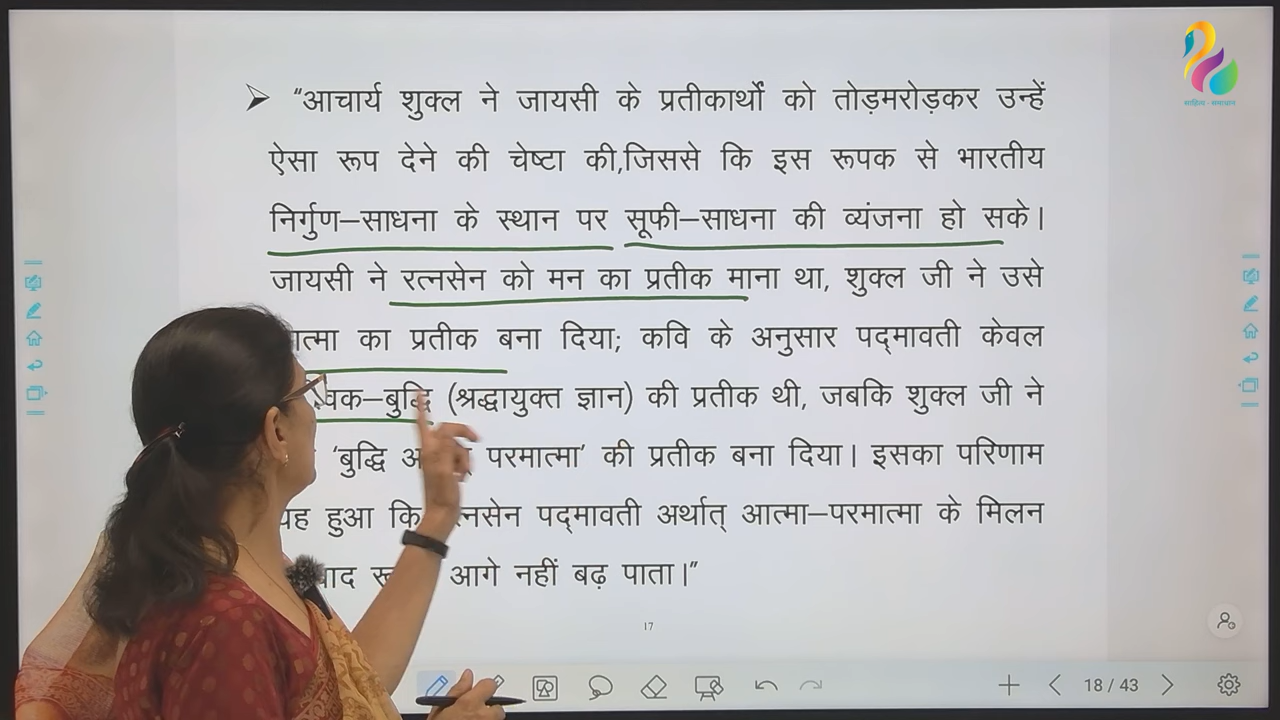 “आचार्य शुक्ल ने जायसी के प्रतीकार्थों को तोड़मरोड़कर उन्हें
ऐसा रूप देने की चेष्टा की,जिससे कि इस रूपक से भारतीय
निर्गुण–साधना के स्थान पर सूफी–साधना की व्यंजना हो सके।
जायसी ने रत्नसेन को मन का प्रतीक माना था, शुक्ल जी ने उसे
का प्रतीक बना दिया; कवि के अनुसार पद्मावती केवल
बुद्धि (श्रद्धायुक्त ज्ञान) की प्रतीक थी, जबकि शुक्ल जी ने
‘बुद्धि परमात्मा’ की प्रतीक बना दिया। इसका परिणाम
यह हुआ कि पद्मावती अर्थात् आत्मा–परमात्मा के मिलन
आगे नहीं बढ़ पाता।”
17
18 / 43
साहित्य - समाधान